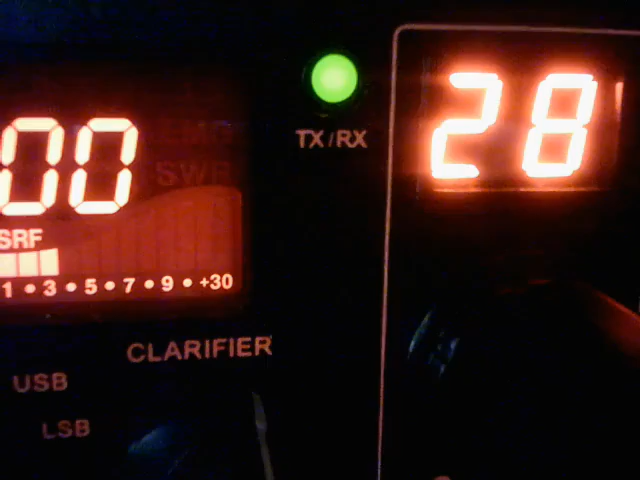 28
TX/RX
00
SWR
SRF
1 • 3 • 5 • 7 • 9 • +30
CLARIFIER
USB
LSB